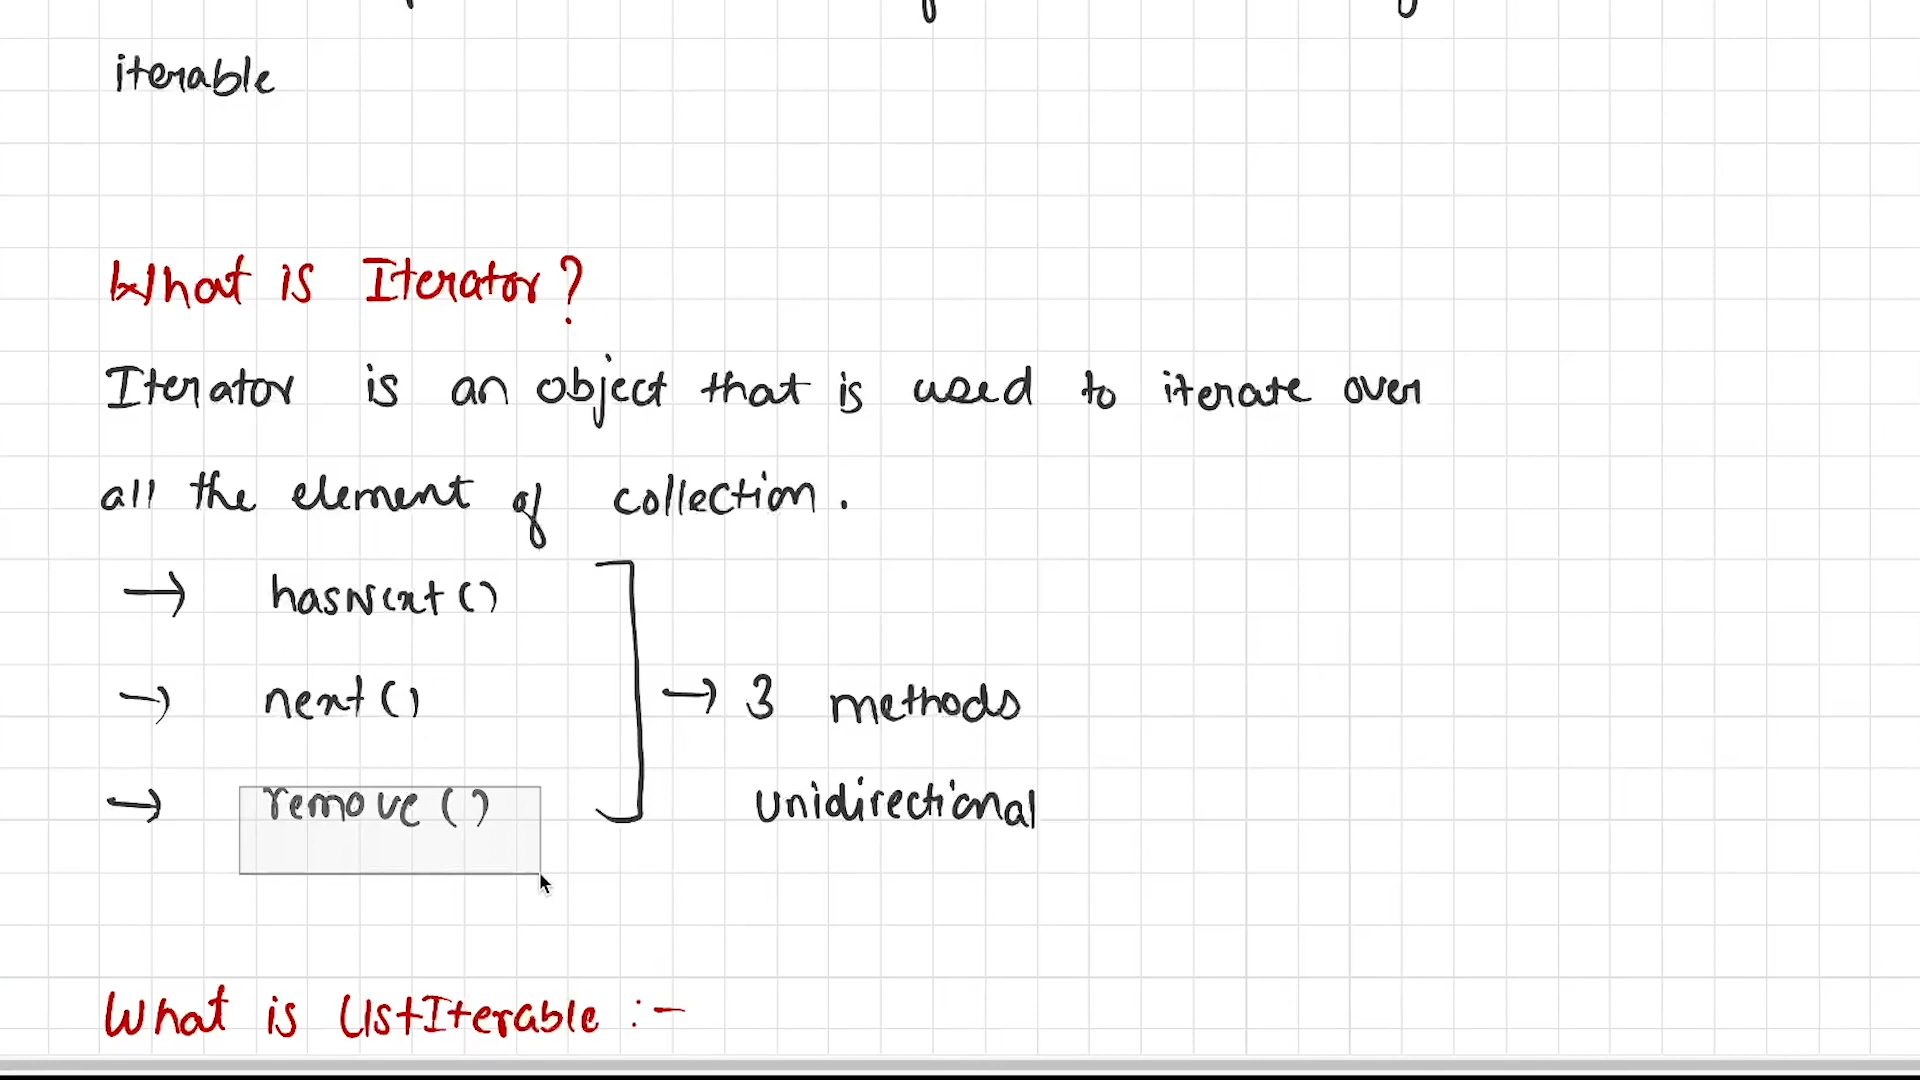 iterable
What is Iterator?
Iterator is an object that is used to iterate over
all the element of collection.
→ hasNext()
→ next()
→ remove()
→ 3 methods
unidirectional
What is ListIterable :-